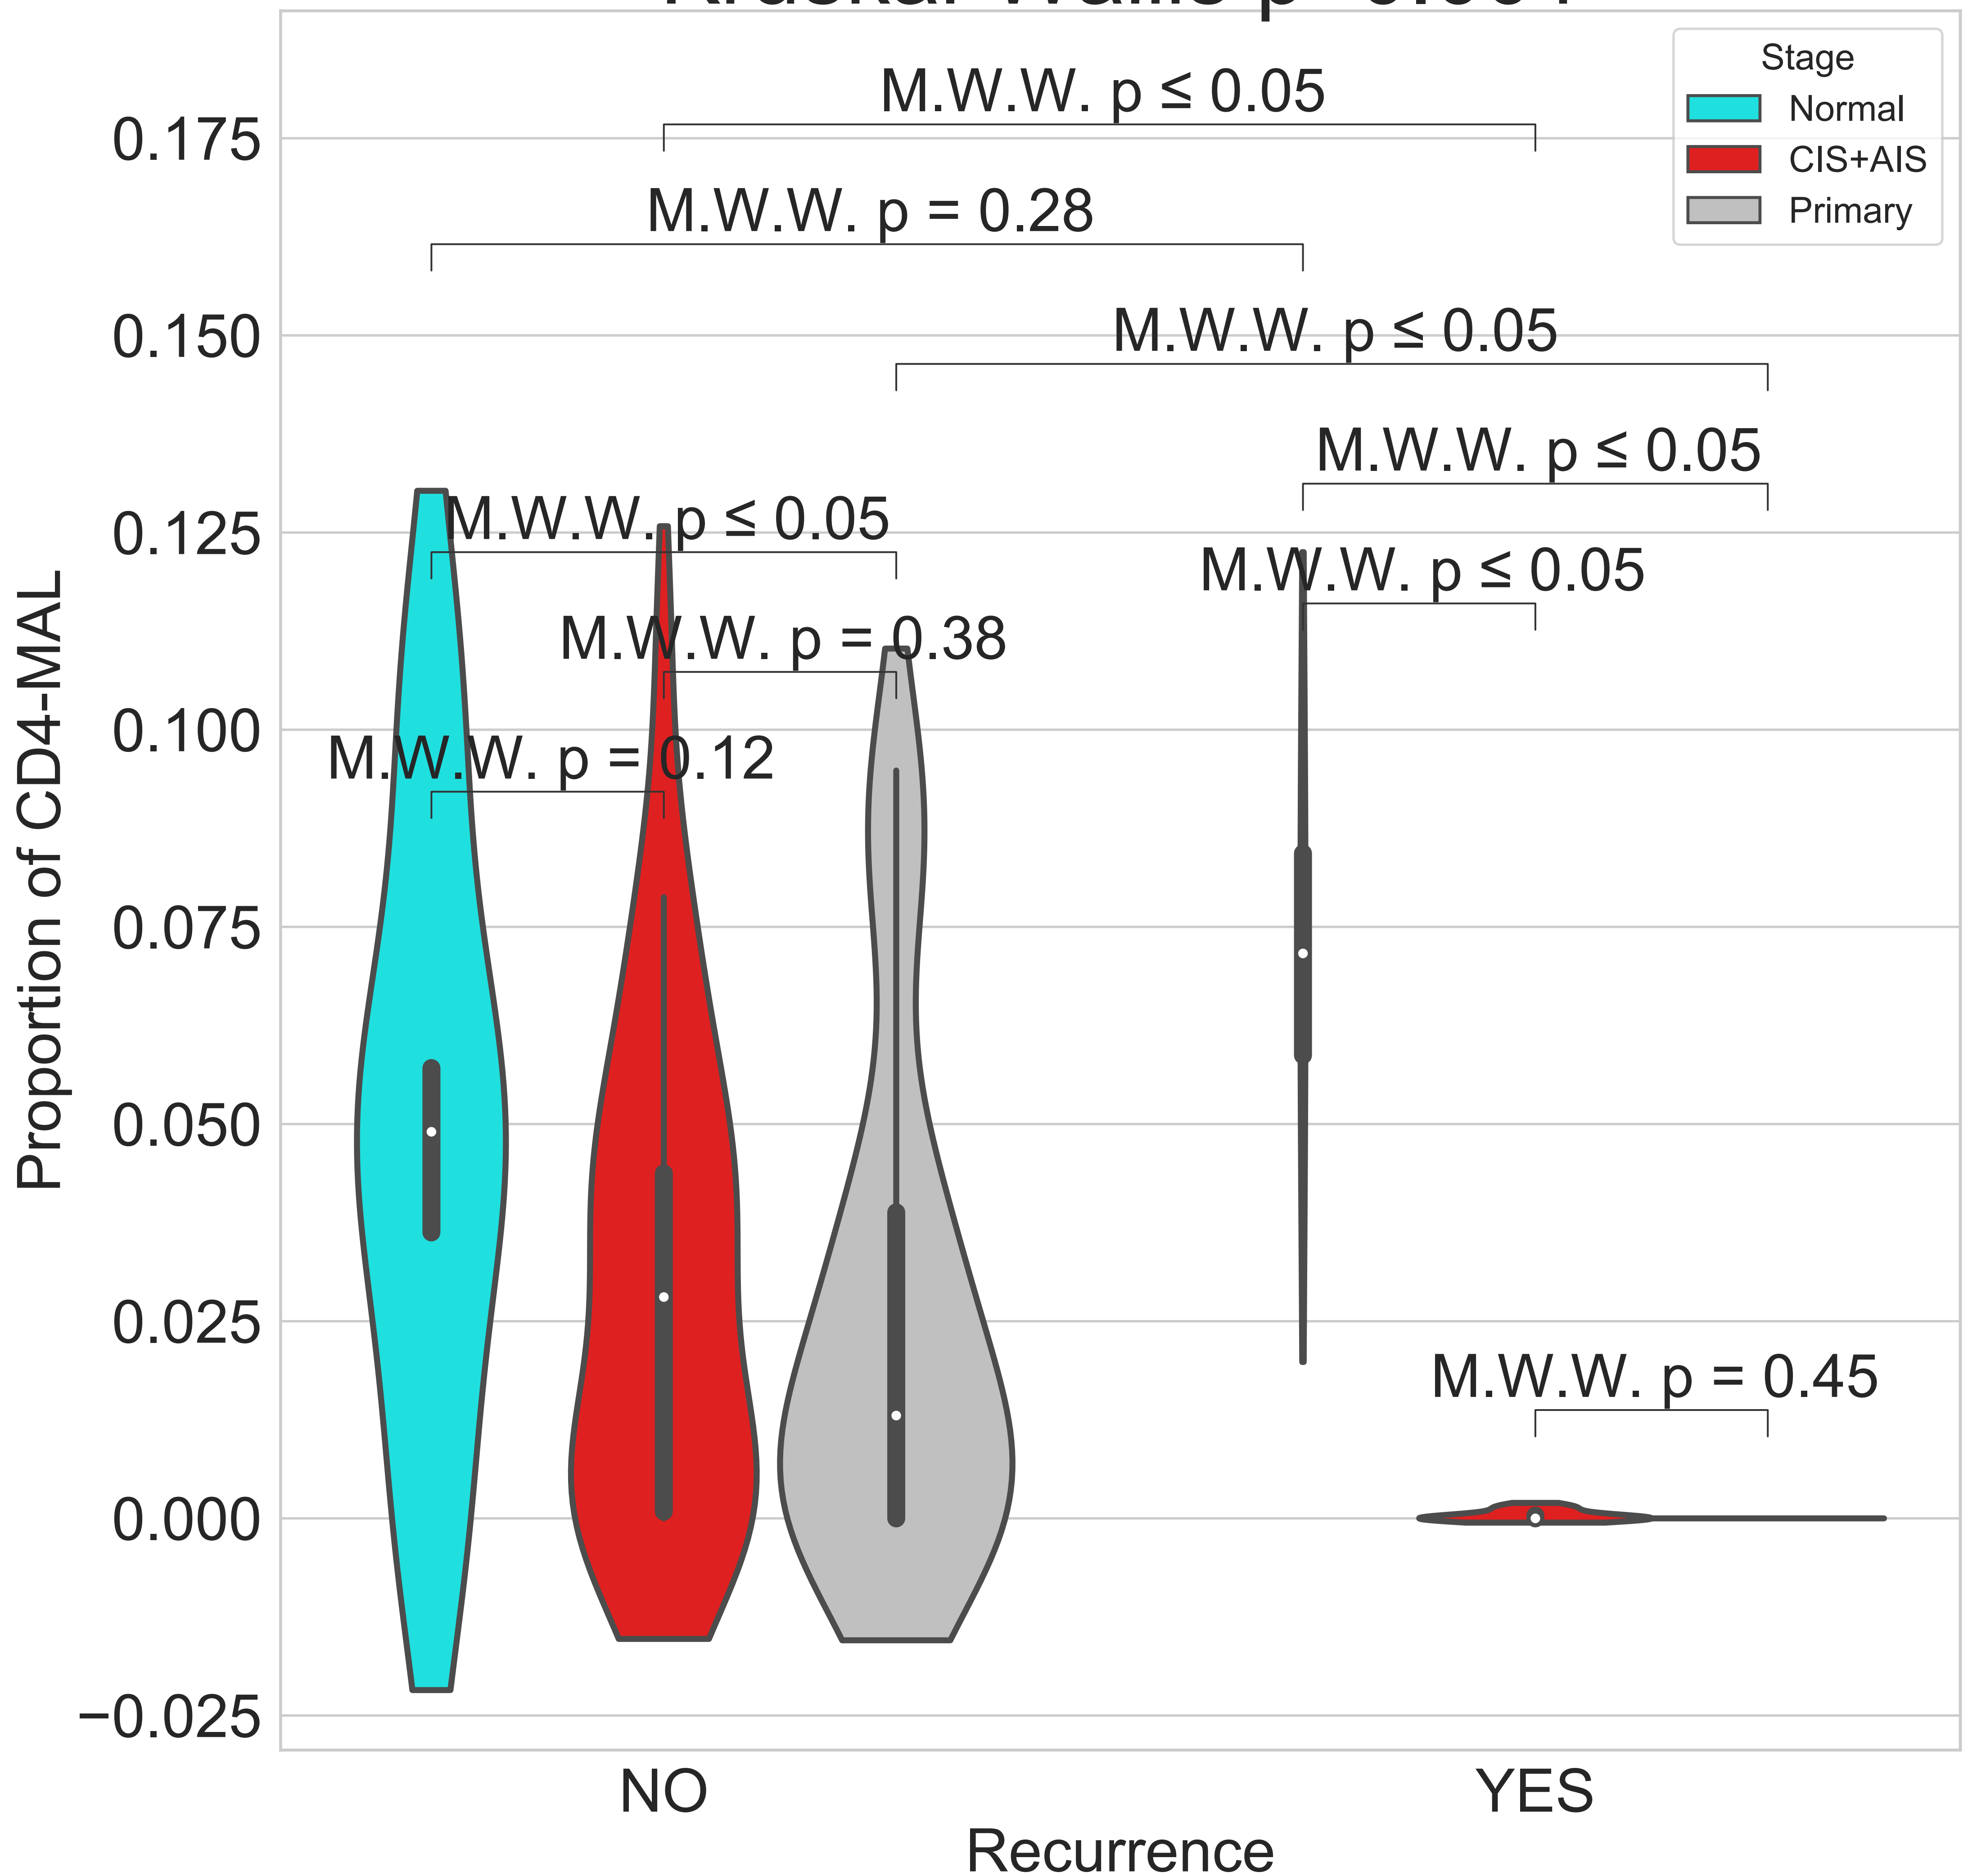 Stage
Normal
CIS+AIS
Primary
M.W.W. p ≤ 0.05
M.W.W. p = 0.28
M.W.W. p ≤ 0.05
M.W.W. p ≤ 0.05
M.W.W. p ≤ 0.05
M.W.W. p ≤ 0.05
M.W.W. p = 0.38
M.W.W. p = 0.12
M.W.W. p = 0.45
0.175
0.150
0.125
0.100
0.075
0.050
0.025
0.000
−0.025
Proportion of CD4-MAL
NO
YES
Recurrence